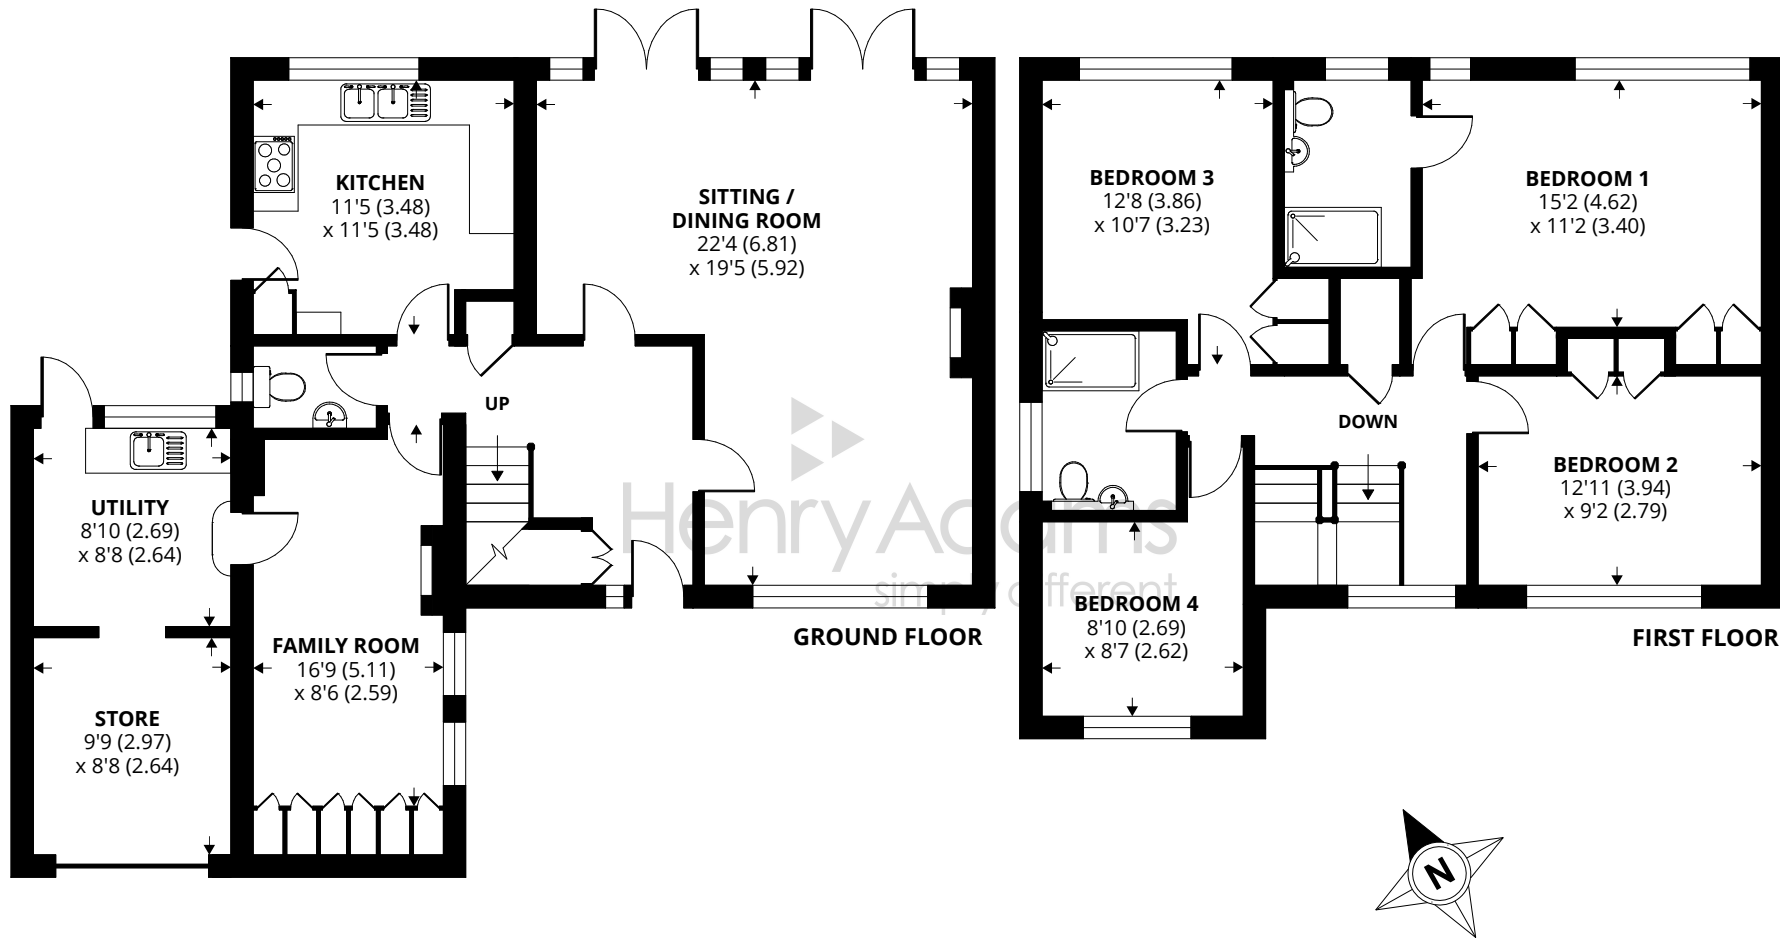 KITCHEN
11'5 (3.48)
x 11'5 (3.48)
SITTING /
DINING ROOM
22'4 (6.81)
x 19'5 (5.92)
UP
UTILITY
8'10 (2.69)
x 8'8 (2.64)
STORE
9'9 (2.97)
x 8'8 (2.64)
FAMILY ROOM
16'9 (5.11)
x 8'6 (2.59)
GROUND FLOOR
HenryAdams
simply different
BEDROOM 3
12'8 (3.86)
x 10'7 (3.23)
BEDROOM 1
15'2 (4.62)
x 11'2 (3.40)
DOWN
BEDROOM 2
12'11 (3.94)
x 9'2 (2.79)
BEDROOM 4
8'10 (2.69)
x 8'7 (2.62)
FIRST FLOOR
N